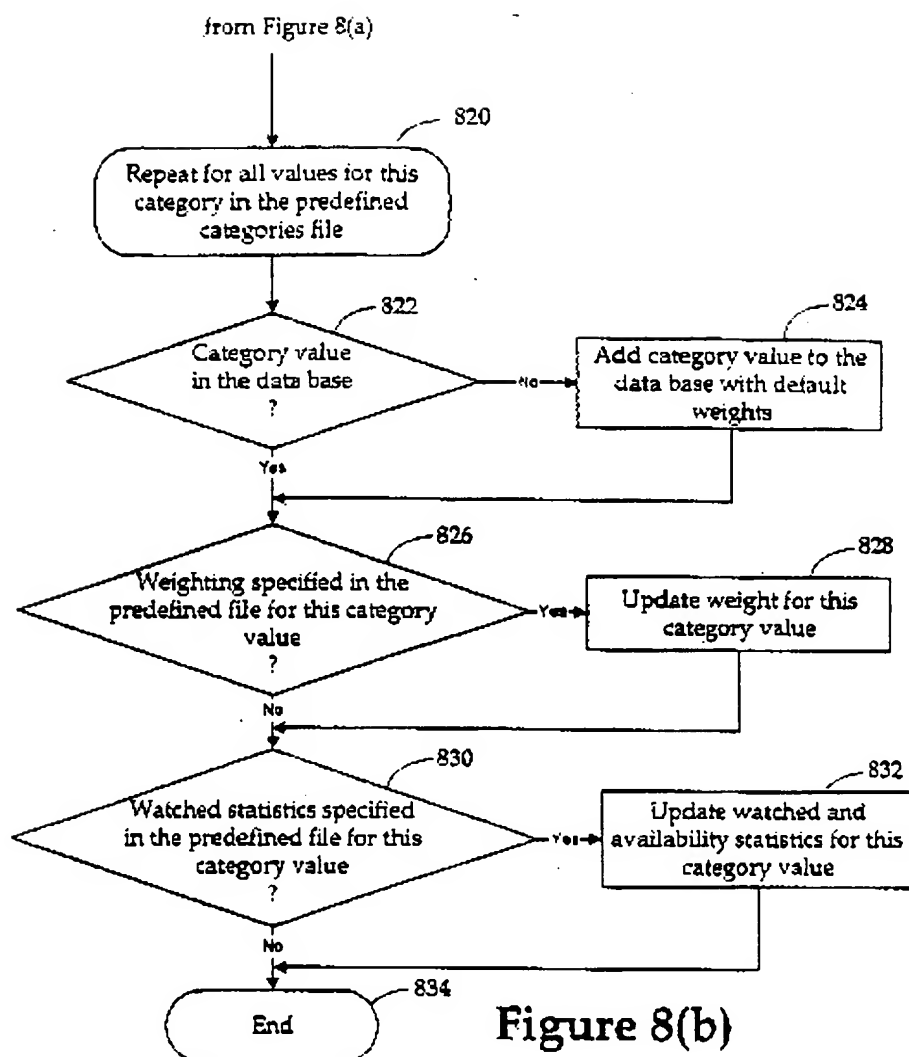 from Figure 8(a)
820
Repeat for all values for this
category in the predefined
categories file
822
Category value
in the data base
?
No
824
Add category value to the
data base with default
weights
Yes
826
Weighting specified in the
predefined file for this category
value
?
Yes
828
Update weight for this
category value
No
830
Watched statistics specified
in the predefined file for this
category value
?
Yes
832
Update watched and
availability statistics for this
category value
No
834
End
Figure 8(b)